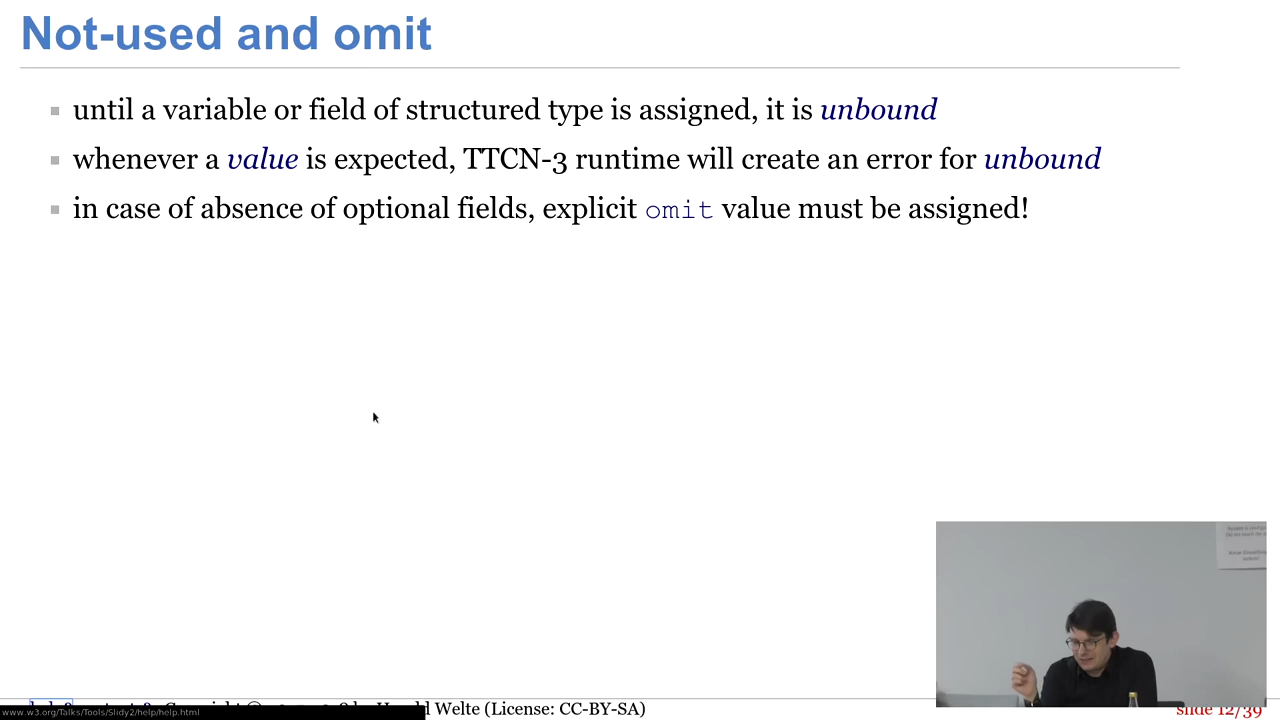 Not-used and omit
until a variable or field of structured type is assigned, it is unbound
whenever a value is expected, TTCN-3 runtime will create an error for unbound
in case of absence of optional fields, explicit omit value must be assigned!
www.w3.org/Talks/Tools/Slidy2/help/help.html
Welte (License: CC-BY-SA)
slide 12/39